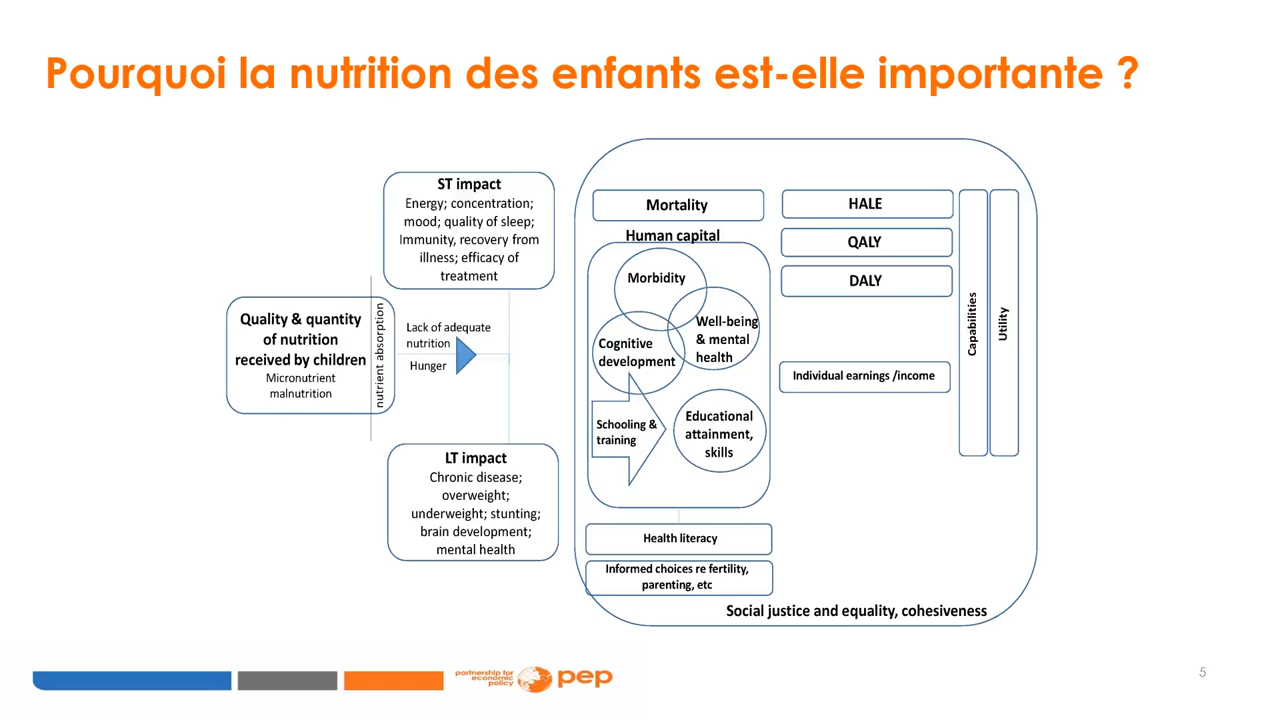 Pourquoi la nutrition des enfants est-elle importante ?
ST impact
Energy; concentration;
mood; quality of sleep;
Immunity, recovery from
illness; efficacy of
treatment
Quality & quantity
of nutrition
received by children
Micronutrient
malnutrition
nutrient absorption
Lack of adequate
nutrition
Hunger
LT impact
Chronic disease;
overweight;
underweight; stunting;
brain development;
mental health
Mortality
Human capital
Morbidity
Well-being
& mental
health
Cognitive
development
Schooling &
training
Educational
attainment,
skills
Health literacy
Informed choices re fertility,
parenting, etc
HALE
QALY
DALY
Individual earnings /income
Capabilities
Utility
Social justice and equality, cohesiveness
partnership for
economic
policy
pep
5